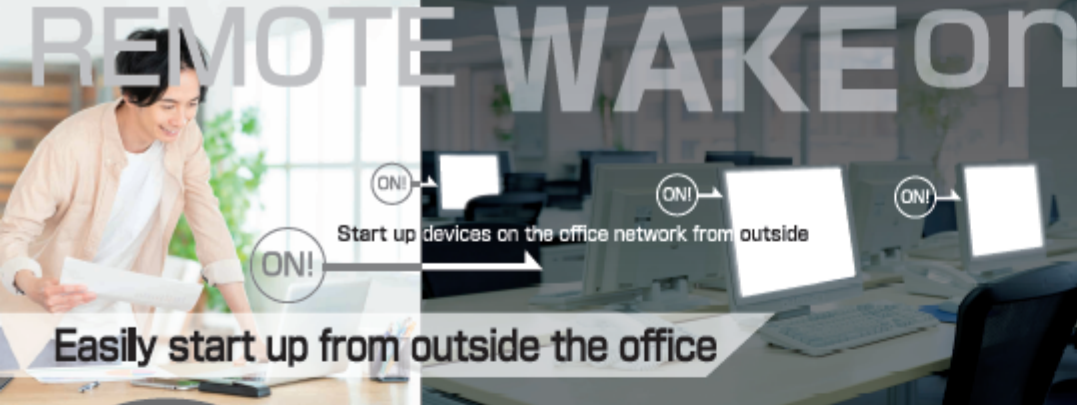 REMOTE WAKE on
ON!
ON!
ON!
Start up devices on the office network from outside
ON!
Easily start up from outside the office